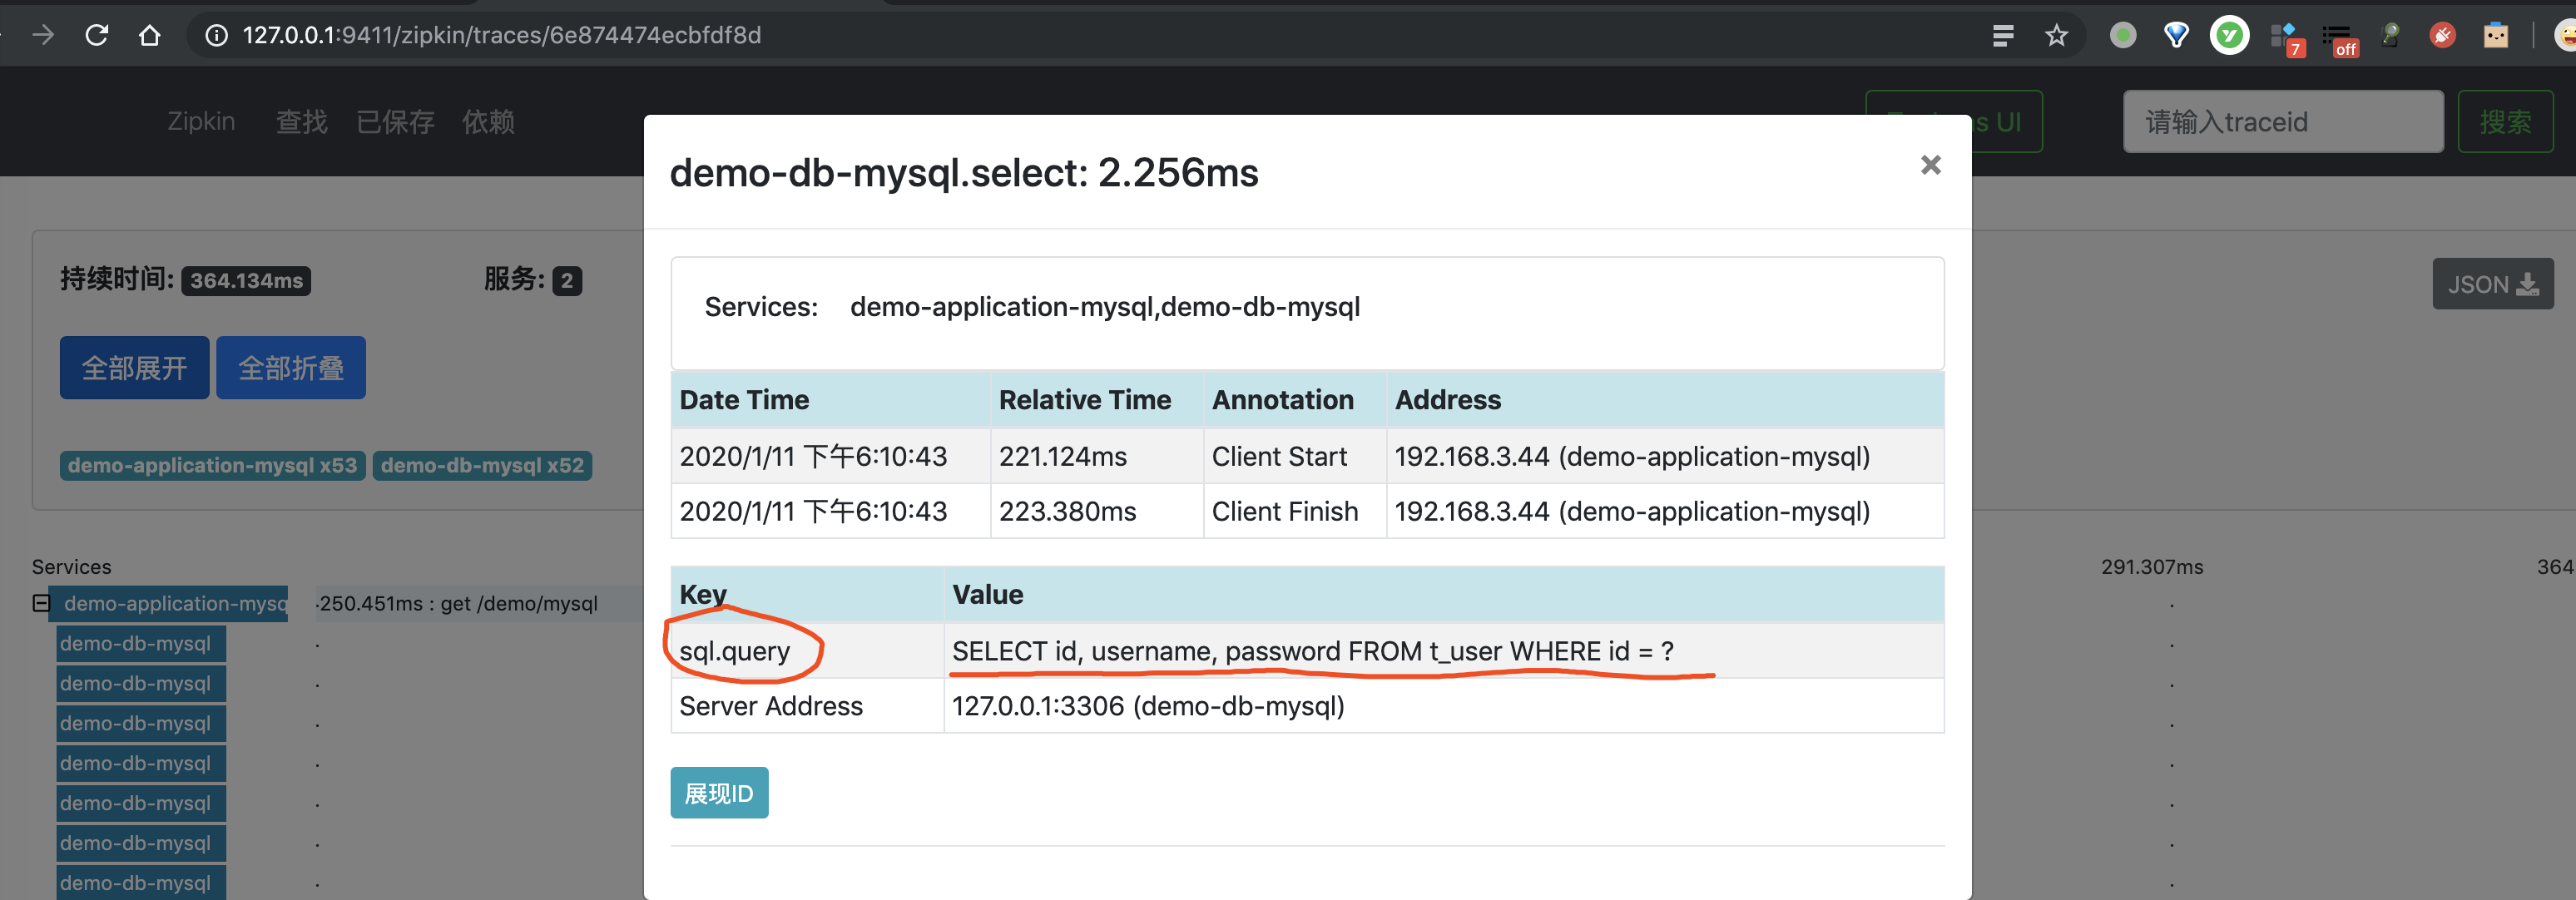 127.0.0.1:9411/zipkin/traces/6e874474ecbfdf8d
7
off
Zipkin 查找 已保存 依赖
s UI
请输入traceid
搜索
demo-db-mysql.select: 2.256ms
×
持续时间: 364.134ms
服务: 2
JSON
Services: demo-application-mysql,demo-db-mysql
全部展开 全部折叠
Date Time Relative Time Annotation Address
2020/1/11 下午6:10:43 221.124ms Client Start 192.168.3.44 (demo-application-mysql)
2020/1/11 下午6:10:43 223.380ms Client Finish 192.168.3.44 (demo-application-mysql)
demo-application-mysql x53 demo-db-mysql x52
Services
291.307ms
364
demo-application-mysq
·250.451ms : get /demo/mysql
Key Value
sql.query SELECT id, username, password FROM t_user WHERE id = ?
Server Address 127.0.0.1:3306 (demo-db-mysql)
demo-db-mysql
demo-db-mysql
demo-db-mysql
demo-db-mysql
demo-db-mysql
demo-db-mysql
demo-db-mysql
展现ID